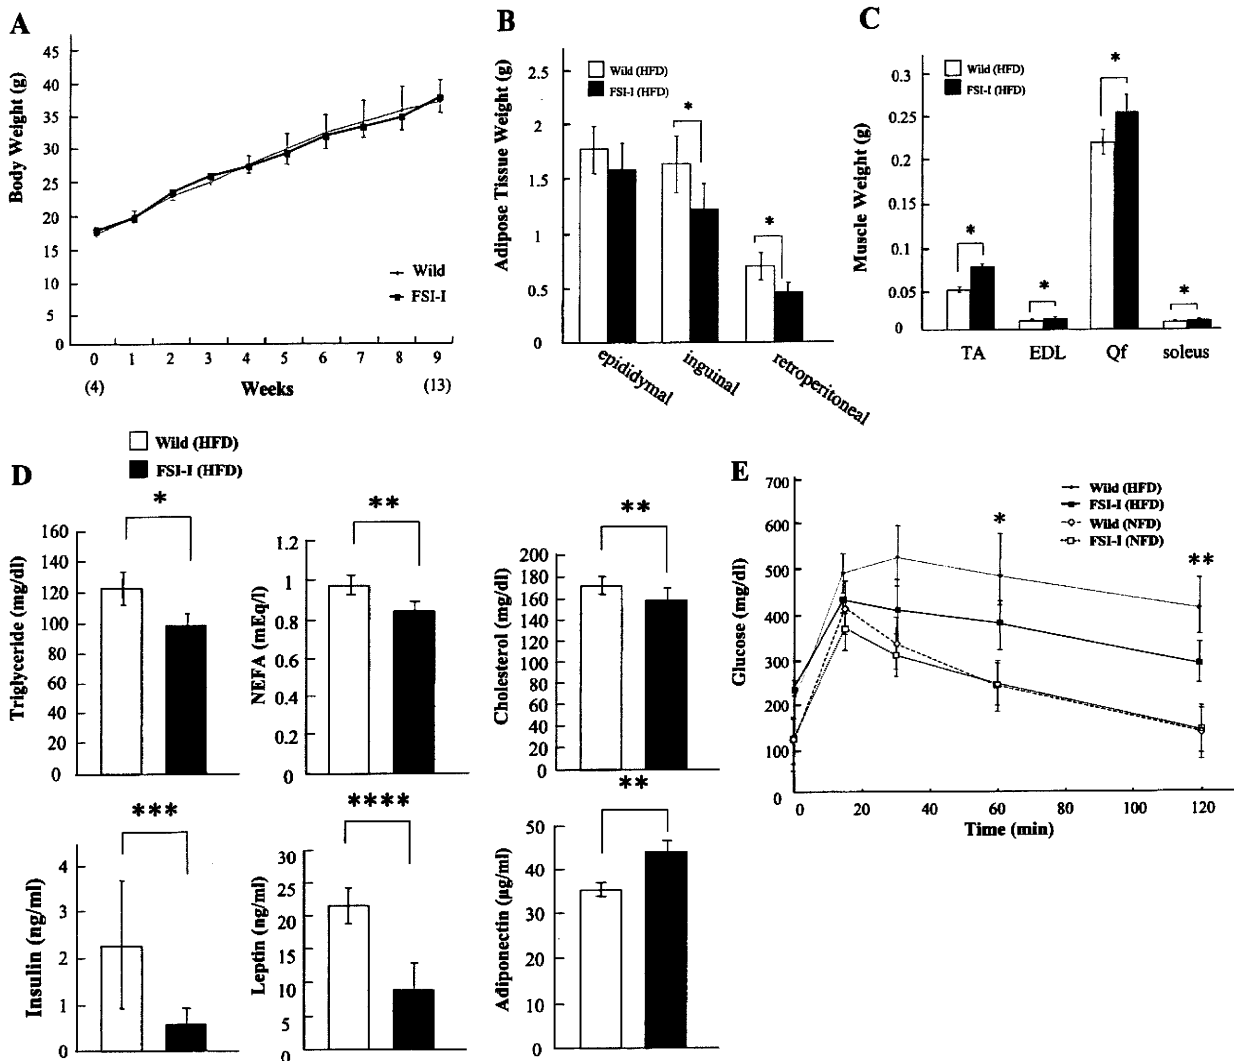 A
Body Weight (g)
45
40
35
30
25
20
15
10
5
0
0 1 2 3 4 5 6 7 8 9
(4) Weeks (13)
Wild
FSI-I
B
Adipose Tissue Weight (g)
Wild (HFD)
FSI-I (HFD)
2.5
2
1.5
1
0.5
0
* *
epididymal
inguinal
retroperitoneal
C
Muscle Weight (g)
Wild (HFD)
FSI-I (HFD)
0.3
0.25
0.2
0.15
0.1
0.05
0
* * * *
TA EDL Qf soleus
D
Wild (HFD)
FSI-I (HFD)
Triglyceride (mg/dl)
*
160
140
120
100
80
60
40
20
0
NEFA (mEq/l)
**
1.2
1
0.8
0.6
0.4
0.2
0
Cholesterol (mg/dl)
**
200
180
160
140
120
100
80
60
40
20
0
Insulin (ng/ml)
***
4
3
2
1
0
Leptin (ng/ml)
****
30
25
20
15
10
5
0
Adiponectin (µg/ml)
**
50
40
30
20
10
0
E
Glucose (mg/dl)
700
600
500
400
300
200
100
0
Wild (HFD)
FSI-I (HFD)
Wild (NFD)
FSI-I (NFD)
*
**
0 20 40 60 80 100 120
Time (min)